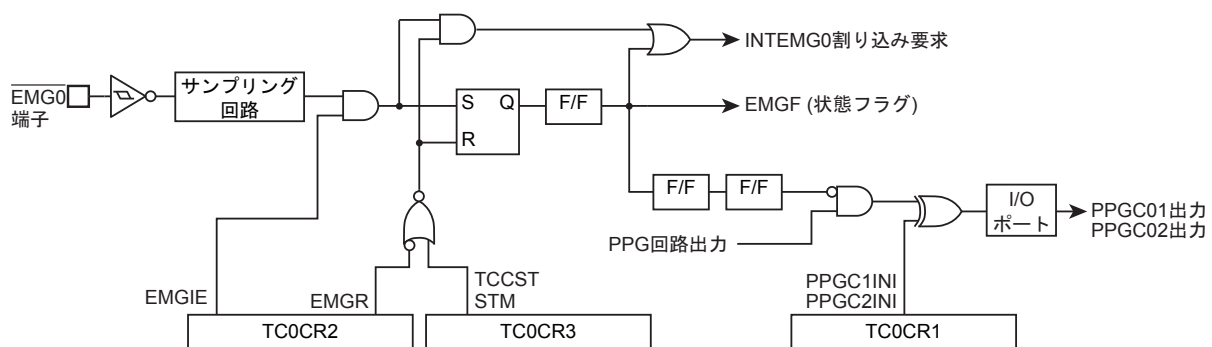 INTEMG0割り込み要求
EMG0
端子
サンプリング
回路
S
Q
R
F/F
EMGF (状態フラグ)
F/F
F/F
I/O
ポート
PPGC01出力
PPGC02出力
PPG回路出力
EMGIE
EMGR
TCCST
STM
PPGC1INI
PPGC2INI
TC0CR2
TC0CR3
TC0CR1